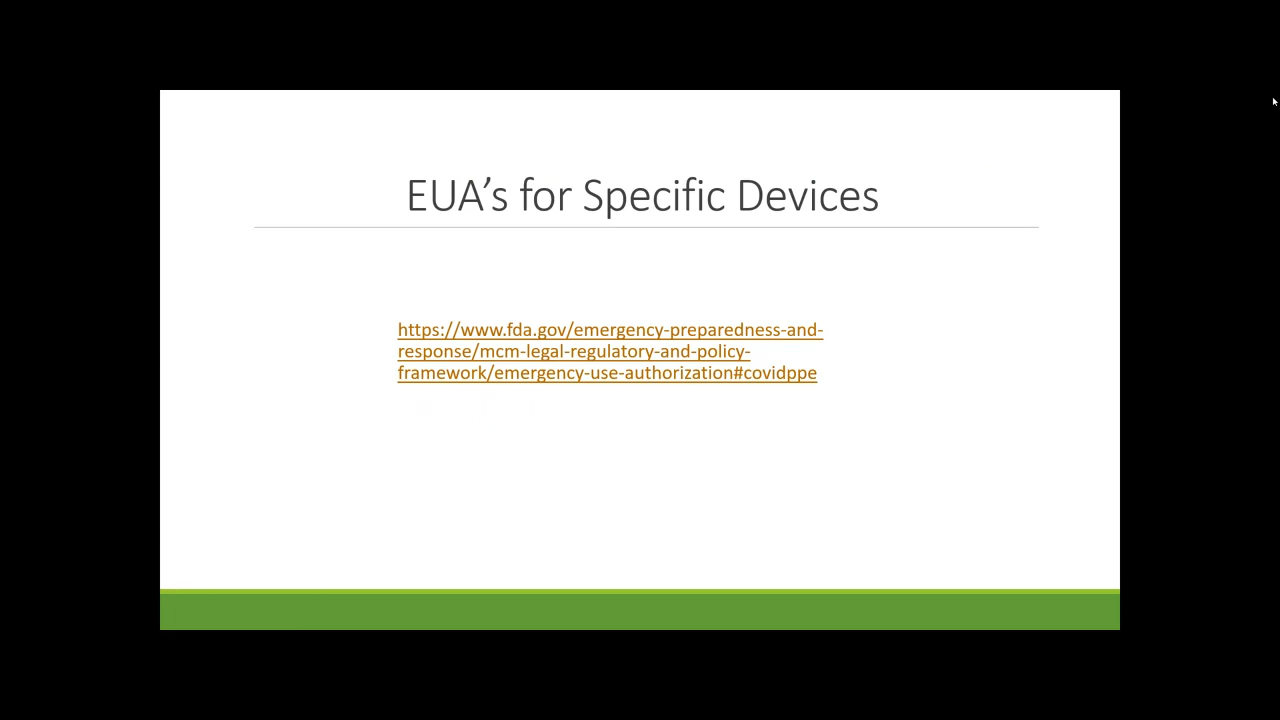 EUA’s for Specific Devices
https://www.fda.gov/emergency-preparedness-and-
response/mcm-legal-regulatory-and-policy-
framework/emergency-use-authorization#covidppe